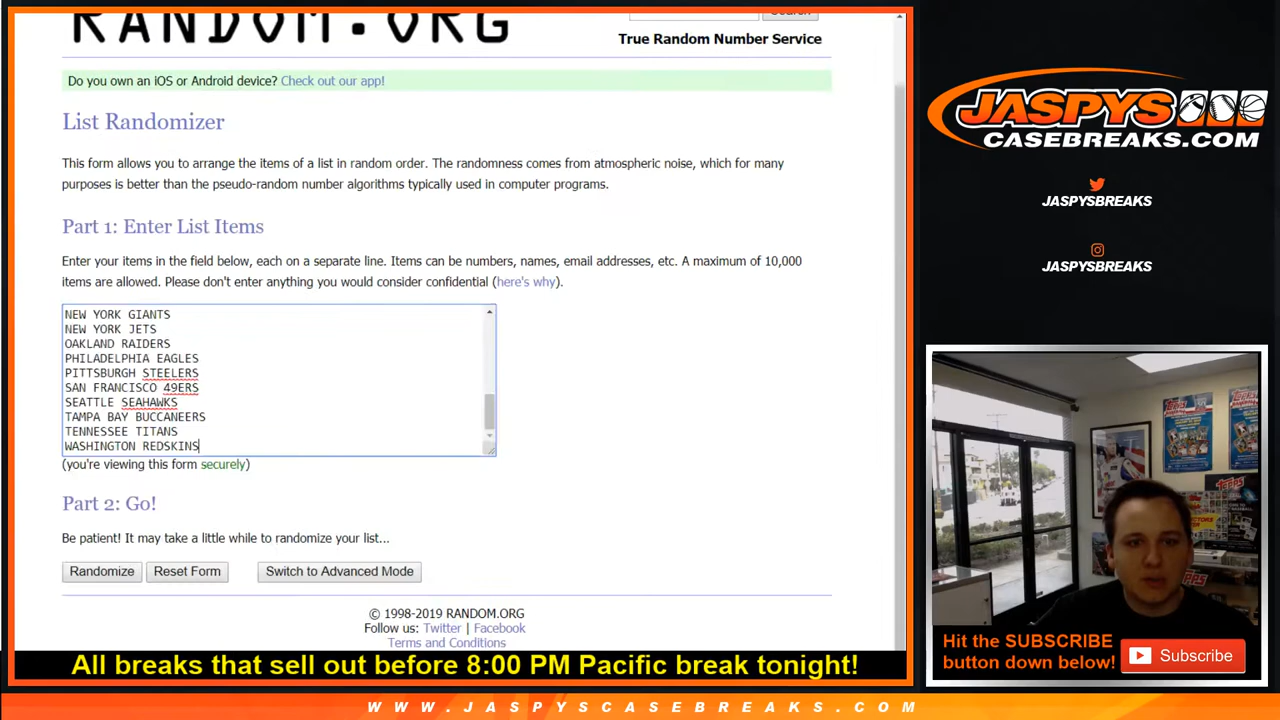 RANDOM.ORG
Search
True Random Number Service
Do you own an iOS or Android device? Check out our app!
List Randomizer
This form allows you to arrange the items of a list in random order. The randomness comes from atmospheric noise, which for many
purposes is better than the pseudo-random number algorithms typically used in computer programs.
Part 1: Enter List Items
Enter your items in the field below, each on a separate line. Items can be numbers, names, email addresses, etc. A maximum of 10,000
items are allowed. Please don't enter anything you would consider confidential (here's why).
NEW YORK GIANTS
NEW YORK JETS
OAKLAND RAIDERS
PHILADELPHIA EAGLES
PITTSBURGH STEELERS
SAN FRANCISCO 49ERS
SEATTLE SEAHAWKS
TAMPA BAY BUCCANEERS
TENNESSEE TITANS
WASHINGTON REDSKINS
(you're viewing this form securely)
Part 2: Go!
Be patient! It may take a little while to randomize your list...
Randomize
Reset Form
Switch to Advanced Mode
© 1998-2019 RANDOM.ORG
Follow us: Twitter | Facebook
Terms and Conditions
JASPYS
CASEBREAKS.COM
JASPYSBREAKS
JASPYSBREAKS
Topps
Hit the SUBSCRIBE
button down below!
Subscribe
All breaks that sell out before 8:00 PM Pacific break tonight!
WWW.JASPYSCASEBREAKS.COM